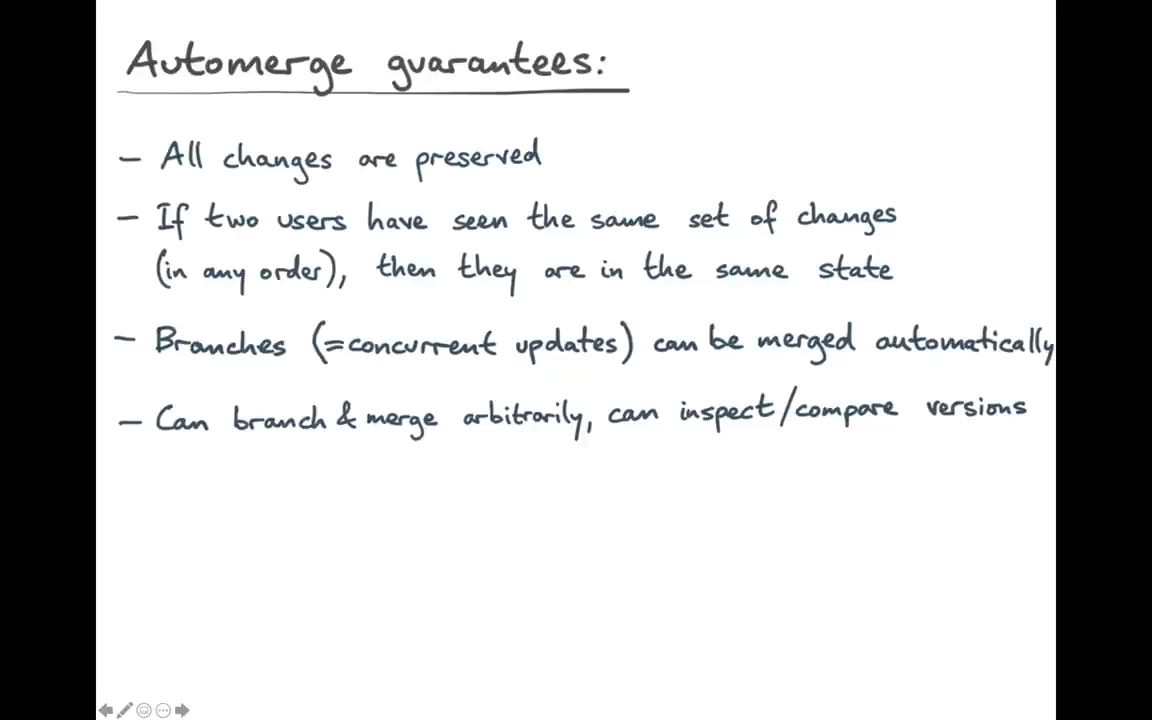 Automerge guarantees:
– All changes are preserved
– If two users have seen the same set of changes
(in any order), then they are in the same state
– Branches (=concurrent updates) can be merged automatically
– Can branch & merge arbitrarily, can inspect/compare versions